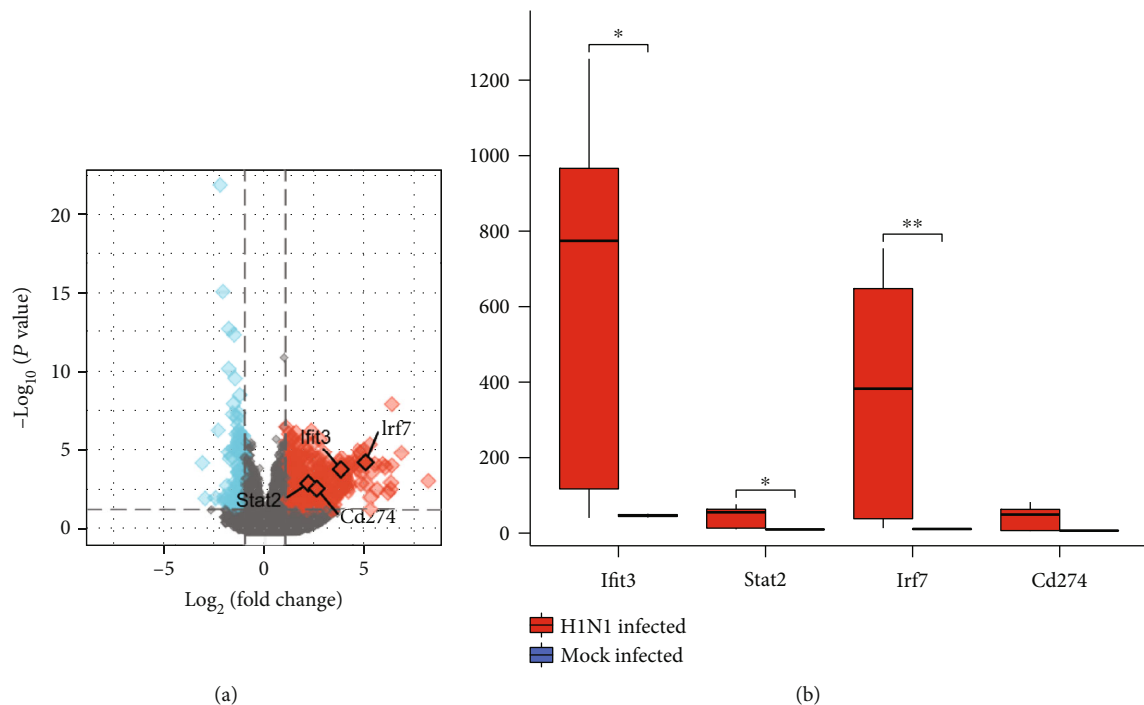 20
15
10
5
0
−Log10 (P value)
Ifit3
Irf7
Stat2
Cd274
−5
0
5
Log2 (fold change)
(a)
1200
1000
800
600
400
200
0
*
*
**
Ifit3
Stat2
Irf7
Cd274
H1N1 infected
Mock infected
(b)